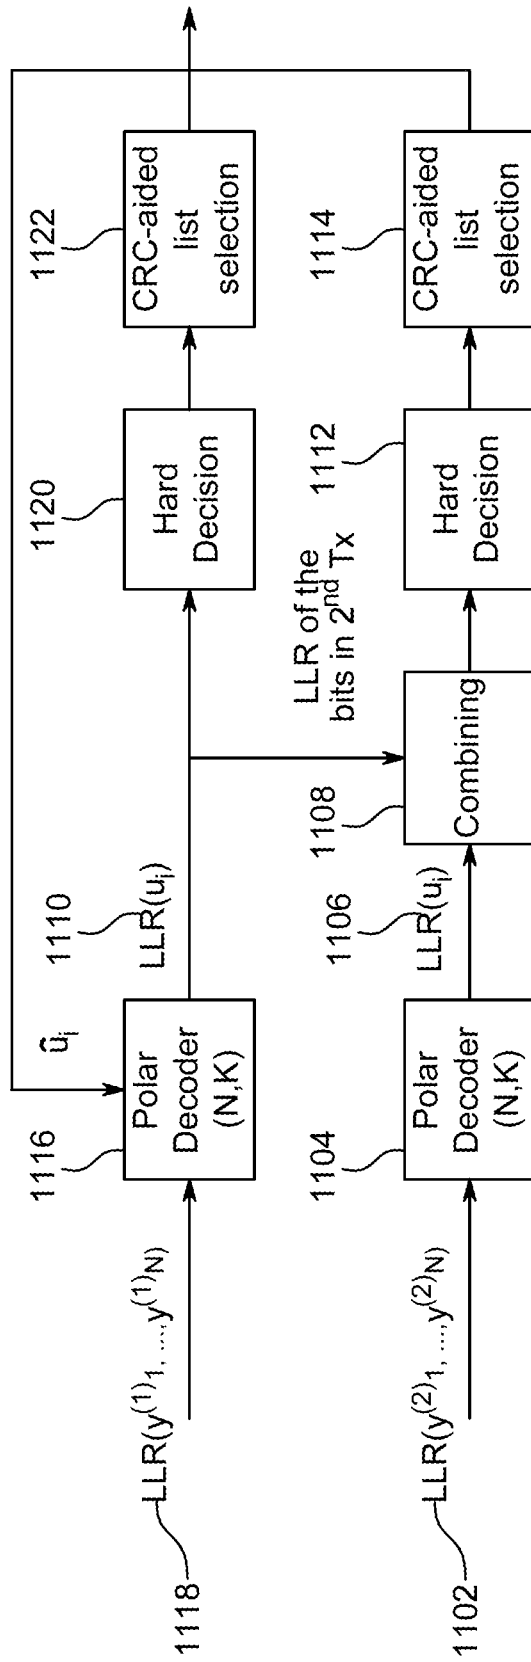 1118
LLR(y⁽¹⁾₁, ...,y⁽¹⁾N)
1116
Polar
Decoder
(N,K)
ûᵢ
1110
LLR(uᵢ)
1120
Hard
Decision
1122
CRC-aided
list
selection
1102
LLR(y⁽²⁾₁, ...,y⁽²⁾N)
1104
Polar
Decoder
(N,K)
1106
LLR(uᵢ)
1108
Combining
LLR of the
bits in 2ⁿᵈ Tx
1112
Hard
Decision
1114
CRC-aided
list
selection